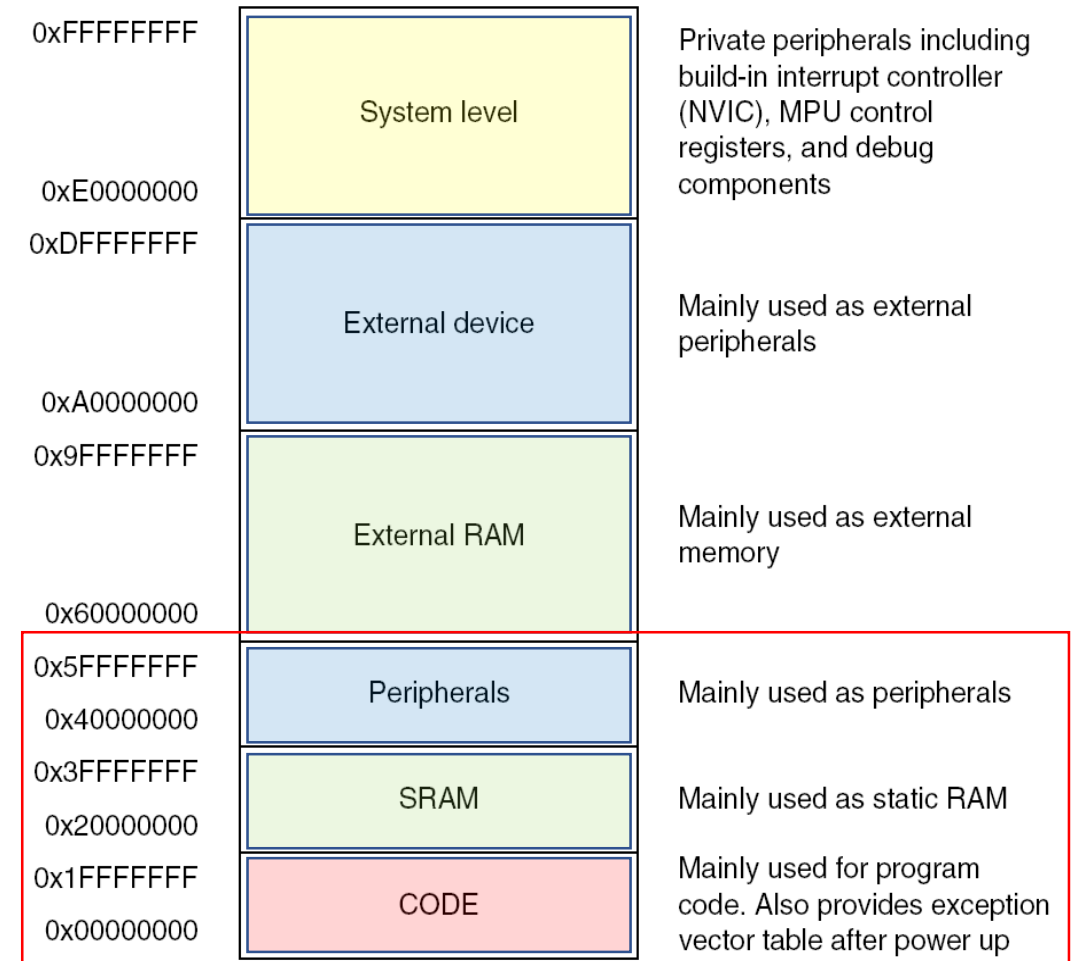 0xFFFFFFFF
System level
Private peripherals including
build-in interrupt controller
(NVIC), MPU control
registers, and debug
components
0xE0000000
0xDFFFFFFF
External device
Mainly used as external
peripherals
0xA0000000
0x9FFFFFFF
External RAM
Mainly used as external
memory
0x60000000
0x5FFFFFFF
Peripherals
Mainly used as peripherals
0x40000000
0x3FFFFFFF
SRAM
Mainly used as static RAM
0x20000000
0x1FFFFFFF
CODE
Mainly used for program
code. Also provides exception
vector table after power up
0x00000000